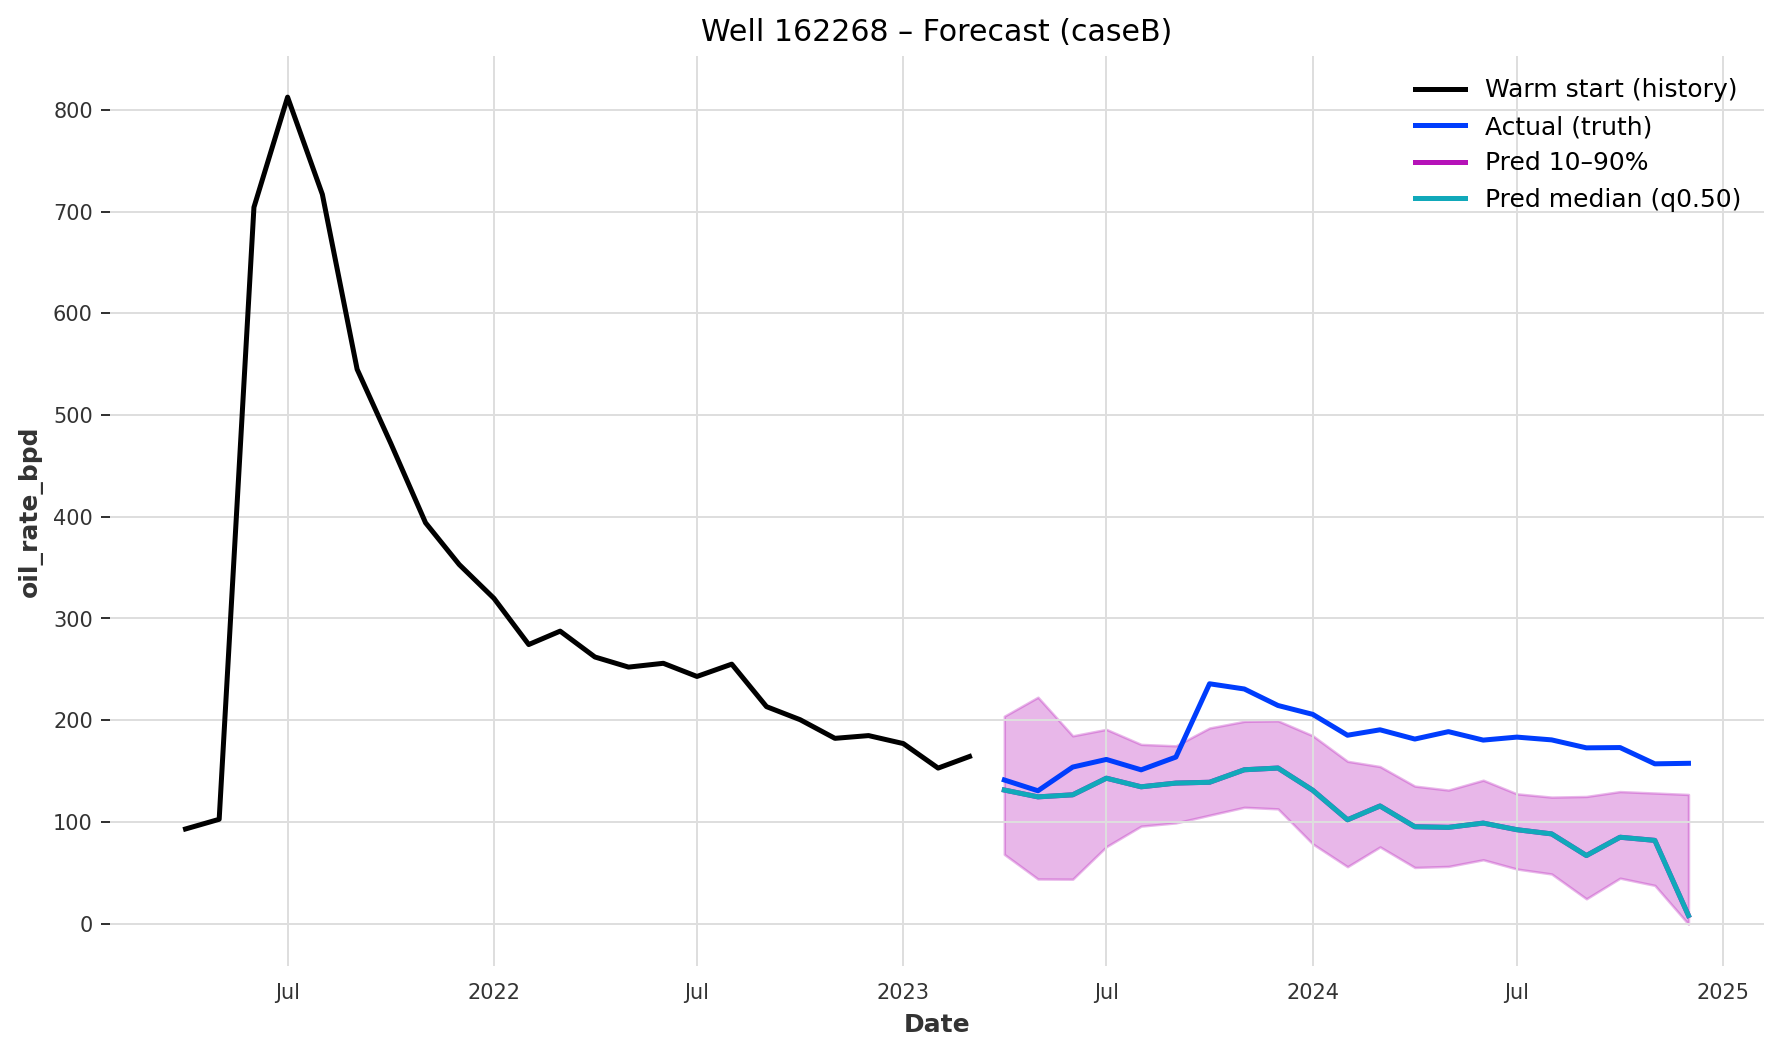 Well 162268 – Forecast (caseB)
Warm start (history)
Actual (truth)
Pred 10–90%
Pred median (q0.50)
oil_rate_bpd
800
700
600
500
400
300
200
100
0
Jul
2022
Jul
2023
Jul
2024
Jul
2025
Date